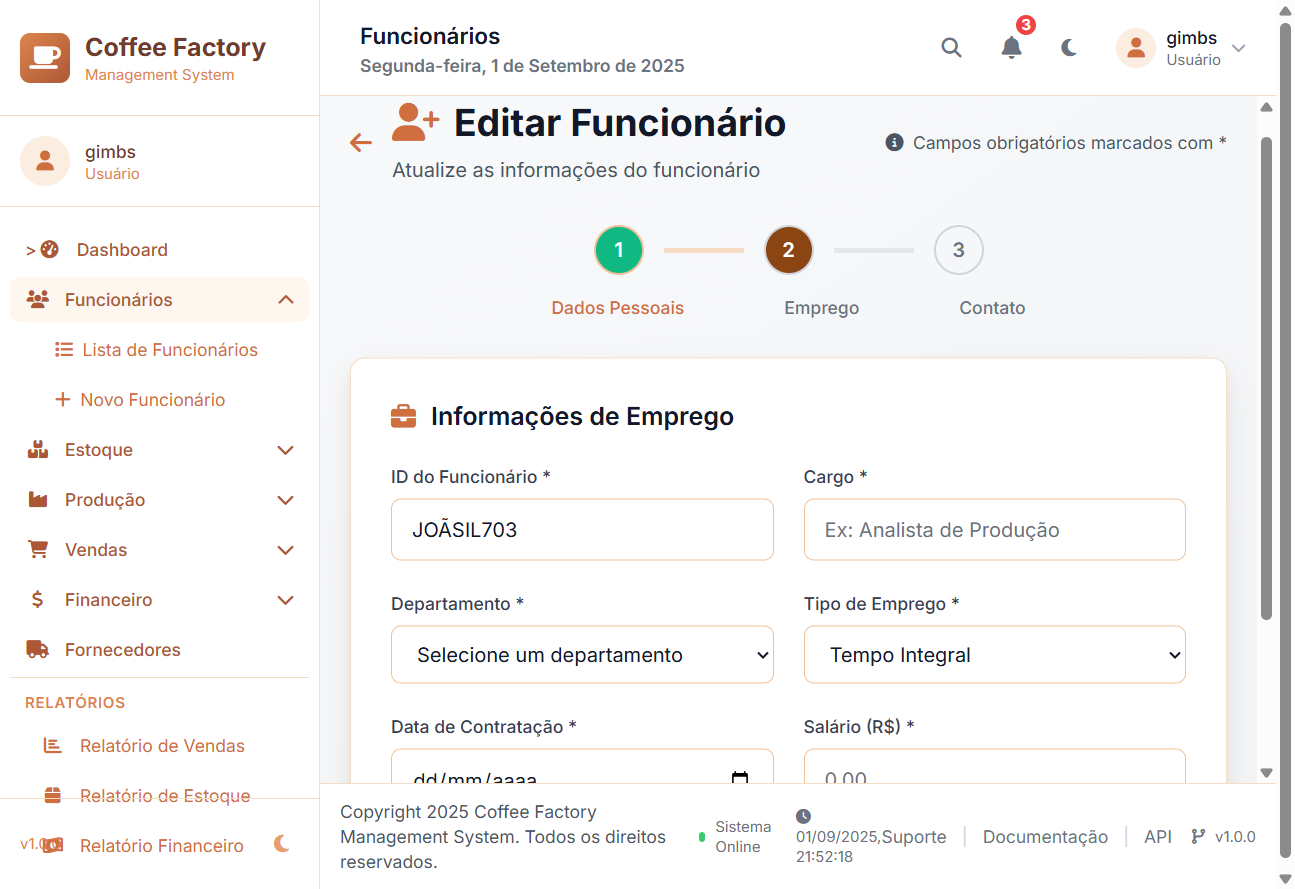 Coffee Factory
Management System
gimbs
Usuário
> Dashboard
Funcionários
Lista de Funcionários
Novo Funcionário
Estoque
Produção
Vendas
Financeiro
Fornecedores
RELATÓRIOS
Relatório de Vendas
Relatório de Estoque
v1.0.0
Relatório Financeiro
Funcionários
Segunda-feira, 1 de Setembro de 2025
3
gimbs
Usuário
Editar Funcionário
Atualize as informações do funcionário
Campos obrigatórios marcados com *
1
2
3
Dados Pessoais
Emprego
Contato
Informações de Emprego
ID do Funcionário *
Cargo *
JOÃSIL703
Ex: Analista de Produção
Departamento *
Tipo de Emprego *
Selecione um departamento
Tempo Integral
Data de Contratação *
Salário (R$) *
dd/mm/aaaa
0,00
Copyright 2025 Coffee Factory
Management System. Todos os direitos
reservados.
Sistema
Online
01/09/2025,
21:52:18
Suporte
Documentação
API
v1.0.0